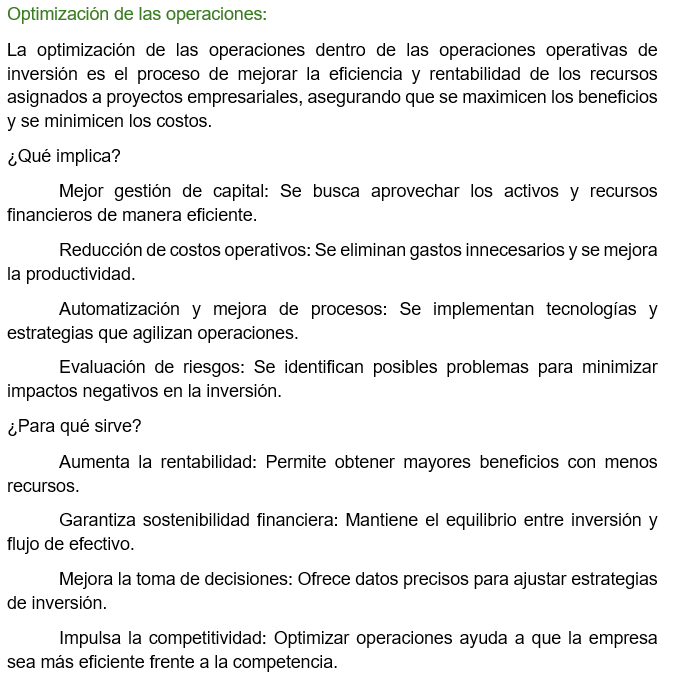 Optimización de las operaciones:
La optimización de las operaciones dentro de las operaciones operativas de
inversión es el proceso de mejorar la eficiencia y rentabilidad de los recursos
asignados a proyectos empresariales, asegurando que se maximicen los beneficios
y se minimicen los costos.
¿Qué implica?
Mejor gestión de capital: Se busca aprovechar los activos y recursos
financieros de manera eficiente.
Reducción de costos operativos: Se eliminan gastos innecesarios y se mejora
la productividad.
Automatización y mejora de procesos: Se implementan tecnologías y
estrategias que agilizan operaciones.
Evaluación de riesgos: Se identifican posibles problemas para minimizar
impactos negativos en la inversión.
¿Para qué sirve?
Aumenta la rentabilidad: Permite obtener mayores beneficios con menos
recursos.
Garantiza sostenibilidad financiera: Mantiene el equilibrio entre inversión y
flujo de efectivo.
Mejora la toma de decisiones: Ofrece datos precisos para ajustar estrategias
de inversión.
Impulsa la competitividad: Optimizar operaciones ayuda a que la empresa
sea más eficiente frente a la competencia.